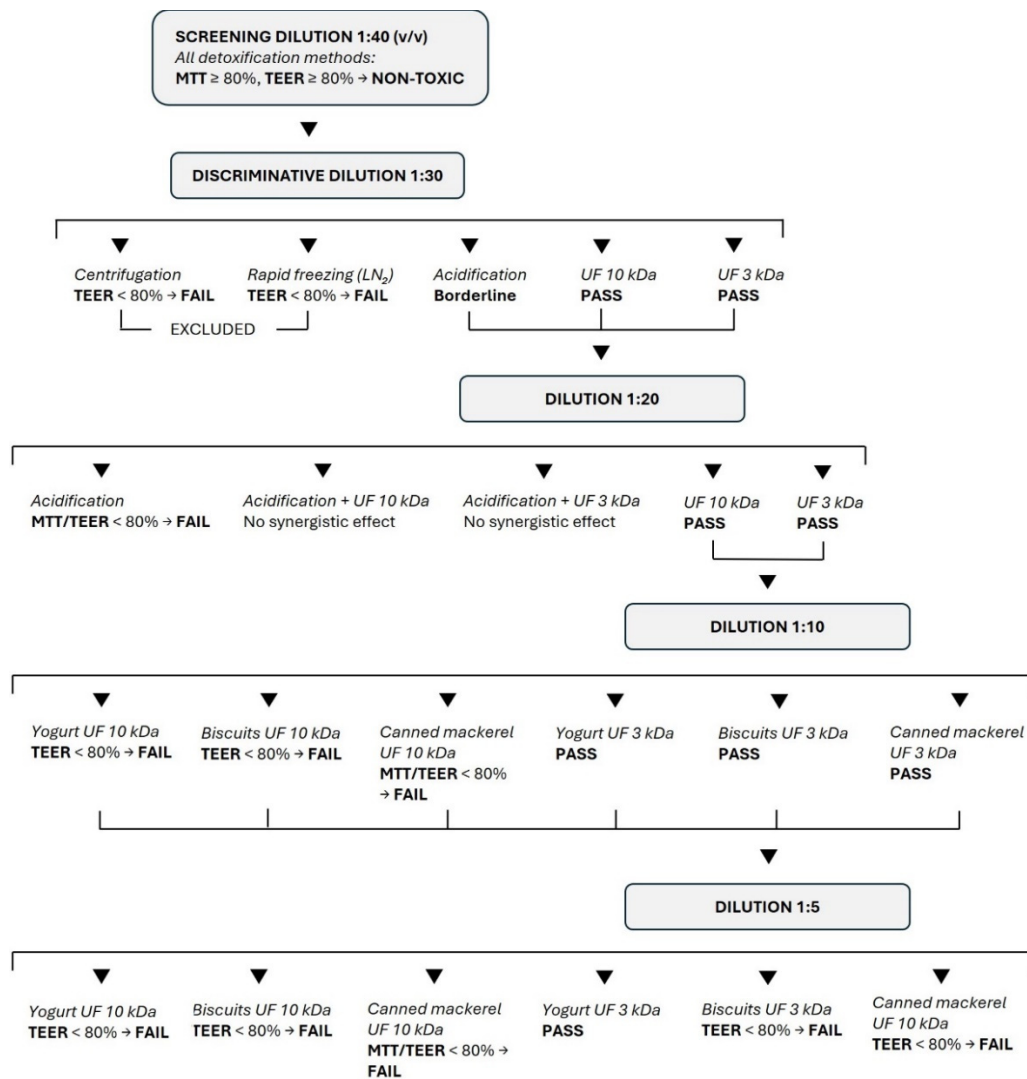 SCREENING DILUTION 1:40 (v/v)
All detoxification methods:
MTT ≥ 80%, TEER ≥ 80% → NON-TOXIC
DISCRIMINATIVE DILUTION 1:30
Centrifugation
TEER < 80% → FAIL
Rapid freezing (LN₂)
TEER < 80% → FAIL
EXCLUDED
Acidification
Borderline
UF 10 kDa
PASS
UF 3 kDa
PASS
DILUTION 1:20
Acidification
MTT/TEER < 80% → FAIL
Acidification + UF 10 kDa
No synergistic effect
Acidification + UF 3 kDa
No synergistic effect
UF 10 kDa
PASS
UF 3 kDa
PASS
DILUTION 1:10
Yogurt UF 10 kDa
TEER < 80% → FAIL
Biscuits UF 10 kDa
TEER < 80% → FAIL
Canned mackerel
UF 10 kDa
MTT/TEER < 80%
→ FAIL
Yogurt UF 3 kDa
PASS
Biscuits UF 3 kDa
PASS
Canned mackerel
UF 3 kDa
PASS
DILUTION 1:5
Yogurt UF 10 kDa
TEER < 80% → FAIL
Biscuits UF 10 kDa
TEER < 80% → FAIL
Canned mackerel
UF 10 kDa
MTT/TEER < 80% →
FAIL
Yogurt UF 3 kDa
PASS
Biscuits UF 3 kDa
TEER < 80% → FAIL
Canned mackerel
UF 10 kDa
TEER < 80% → FAIL